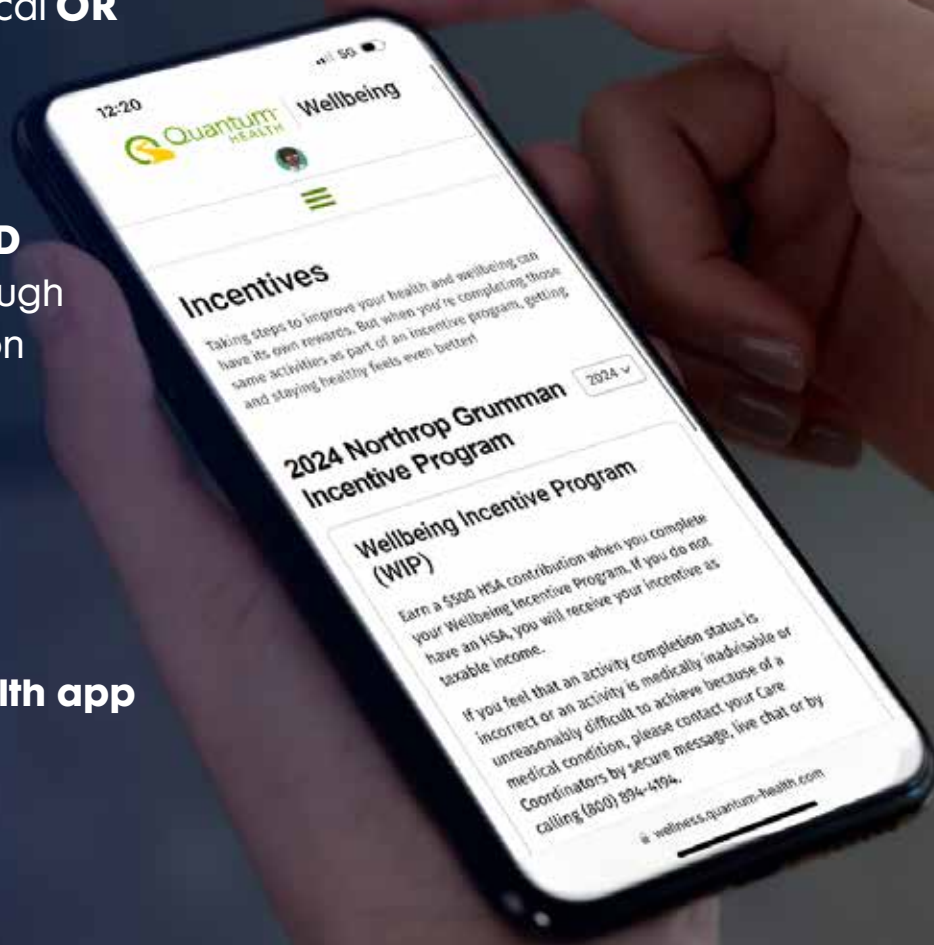 cal OR
D
ugh
on
lth app
12:20
5G
Quantum HEALTH Wellbeing
Incentives
Taking steps to improve your health and wellbeing can
have its own rewards. But when you're completing those
same activities as part of an incentive program, getting
and staying healthy feels even better!
2024 Northrop Grumman
Incentive Program
2024
Wellbeing Incentive Program
(WIP)
Earn a $500 HSA contribution when you complete
your Wellbeing Incentive Program. If you do not
have an HSA, you will receive your incentive as
taxable income.
If you feel that an activity completion status is
incorrect or an activity is medically inadvisable or
unreasonably difficult to achieve because of a
medical condition, please contact your Care
Coordinators by secure message, live chat or by
calling (800) 894-4194.
wellness.quantum-health.com